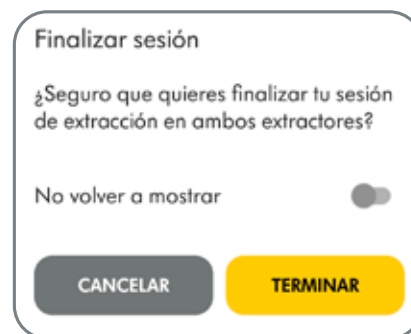 Finalizar sesión
¿Seguro que quieres finalizar tu sesión
de extracción en ambos extractores?
No volver a mostrar
CANCELAR
TERMINAR